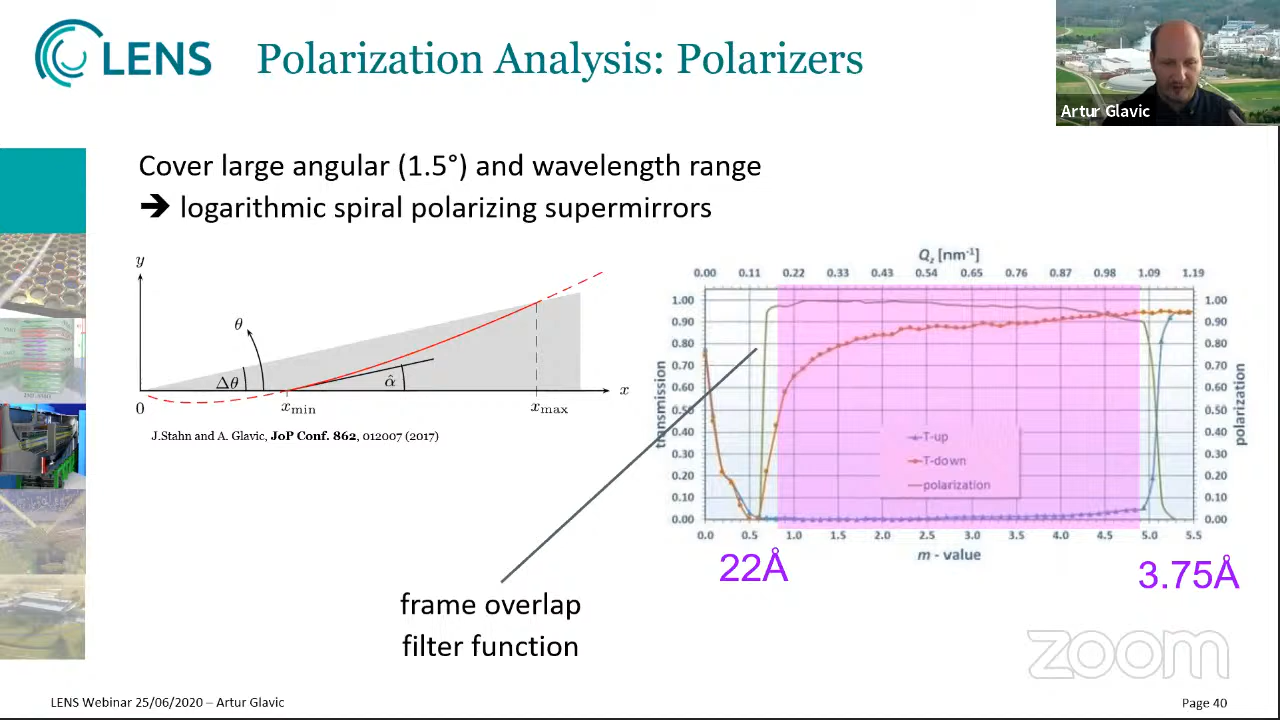 LENS
Polarization Analysis: Polarizers
Artur Glavic
Cover large angular (1.5°) and wavelength range
➔ logarithmic spiral polarizing supermirrors
y
θ
Δθ
α̂
0
x_min
x_max
x
J.Stahn and A. Glavic, JoP Conf. 862, 012007 (2017)
Q_z [nm⁻¹]
0.00 0.11 0.22 0.33 0.43 0.54 0.65 0.76 0.87 0.98 1.09 1.19
transmission
1.00
0.90
0.80
0.70
0.60
0.50
0.40
0.30
0.20
0.10
0.00
T-up
T-down
polarization
1.00
0.90
0.80
0.70
0.60
0.50
0.40
0.30
0.20
0.10
0.00
polarization
0.0 0.5 1.0 1.5 2.0 2.5 3.0 3.5 4.0 4.5 5.0 5.5
m - value
22Å
3.75Å
frame overlap
filter function
zoom
LENS Webinar 25/06/2020 – Artur Glavic
Page 40